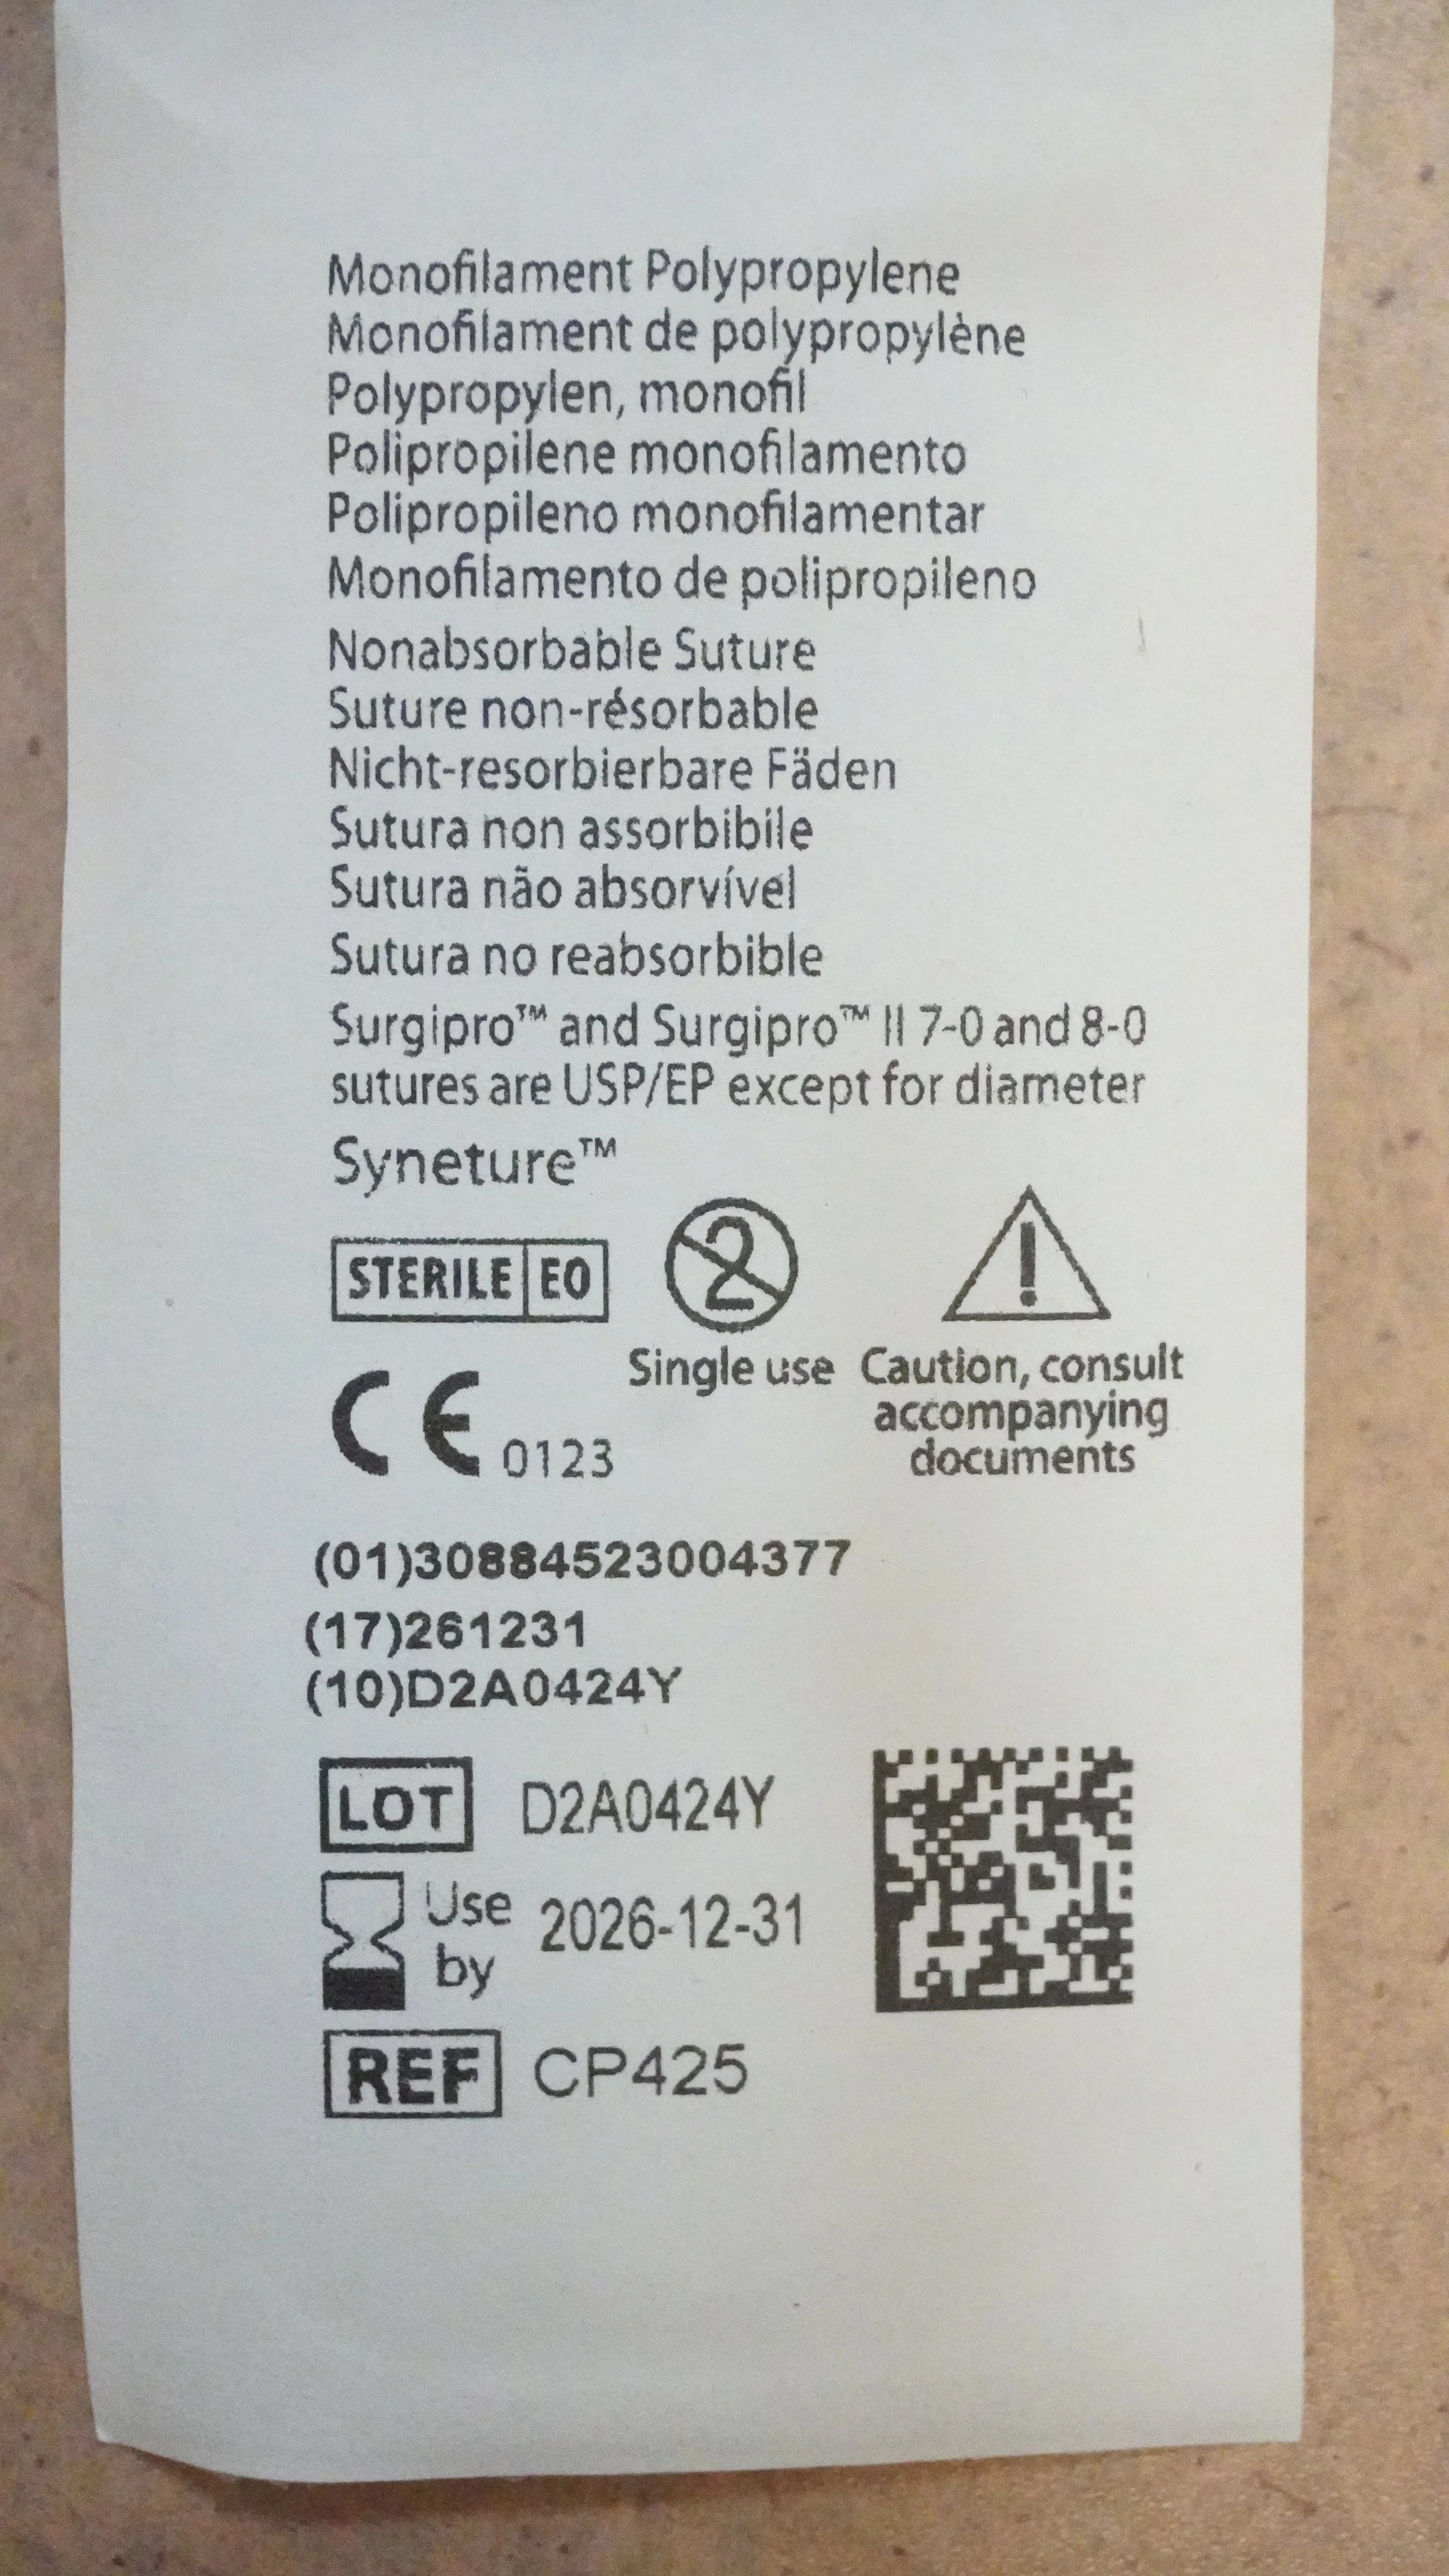 Monofilament Polypropylene
Monofilament de polypropylène
Polypropylen, monofil
Polipropilene monofilamento
Polipropileno monofilamentar
Monofilamento de polipropileno
Nonabsorbable Suture
Suture non-résorbable
Nicht-resorbierbare Fäden
Sutura non assorbibile
Sutura não absorvível
Sutura no reabsorbible
Surgipro™ and Surgipro™ II 7-0 and 8-0
sutures are USP/EP except for diameter
Syneture™
STERILE EO 2 !
Single use
Caution, consult
accompanying
documents
CE 0123
(01)30884523004377
(17)261231
(10)D2A0424Y
LOT D2A0424Y
Use by 2026-12-31
REF CP425